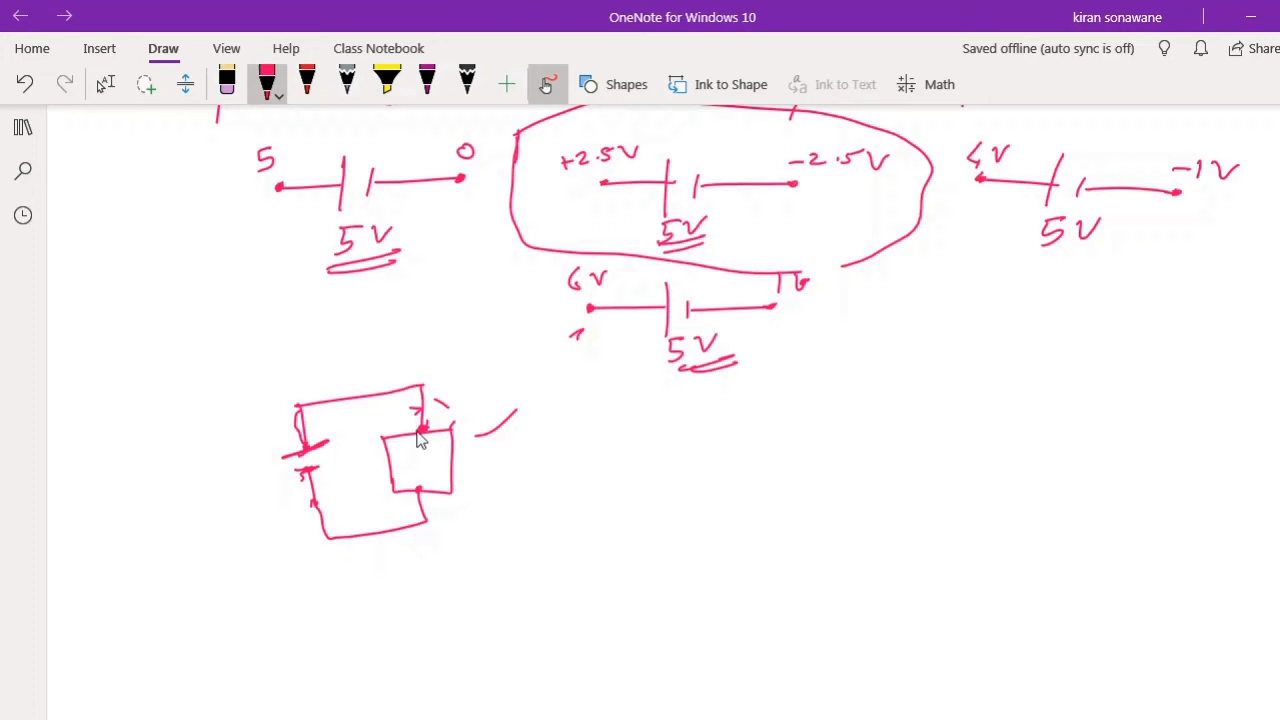 OneNote for Windows 10
kiran sonawane
Home Insert Draw View Help Class Notebook
Saved offline (auto sync is off)
Share
Shapes
Ink to Shape
Ink to Text
Math
5 0
+2.5V -2.5V
4V -1V
5V
5V
5V
6V
5V